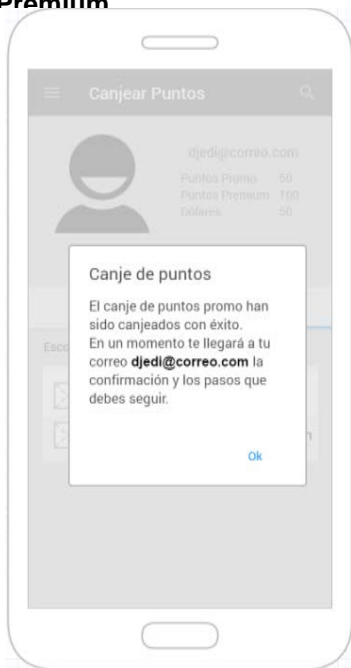 Premium
Canjear Puntos
djedi@correo.com
Puntos Promo 50
Puntos Premium 100
Dólares 50
Canje de puntos
El canje de puntos promo han
sido canjeados con éxito.
En un momento te llegará a tu
correo djedi@correo.com la
confirmación y los pasos que
debes seguir.
Esco
Ok